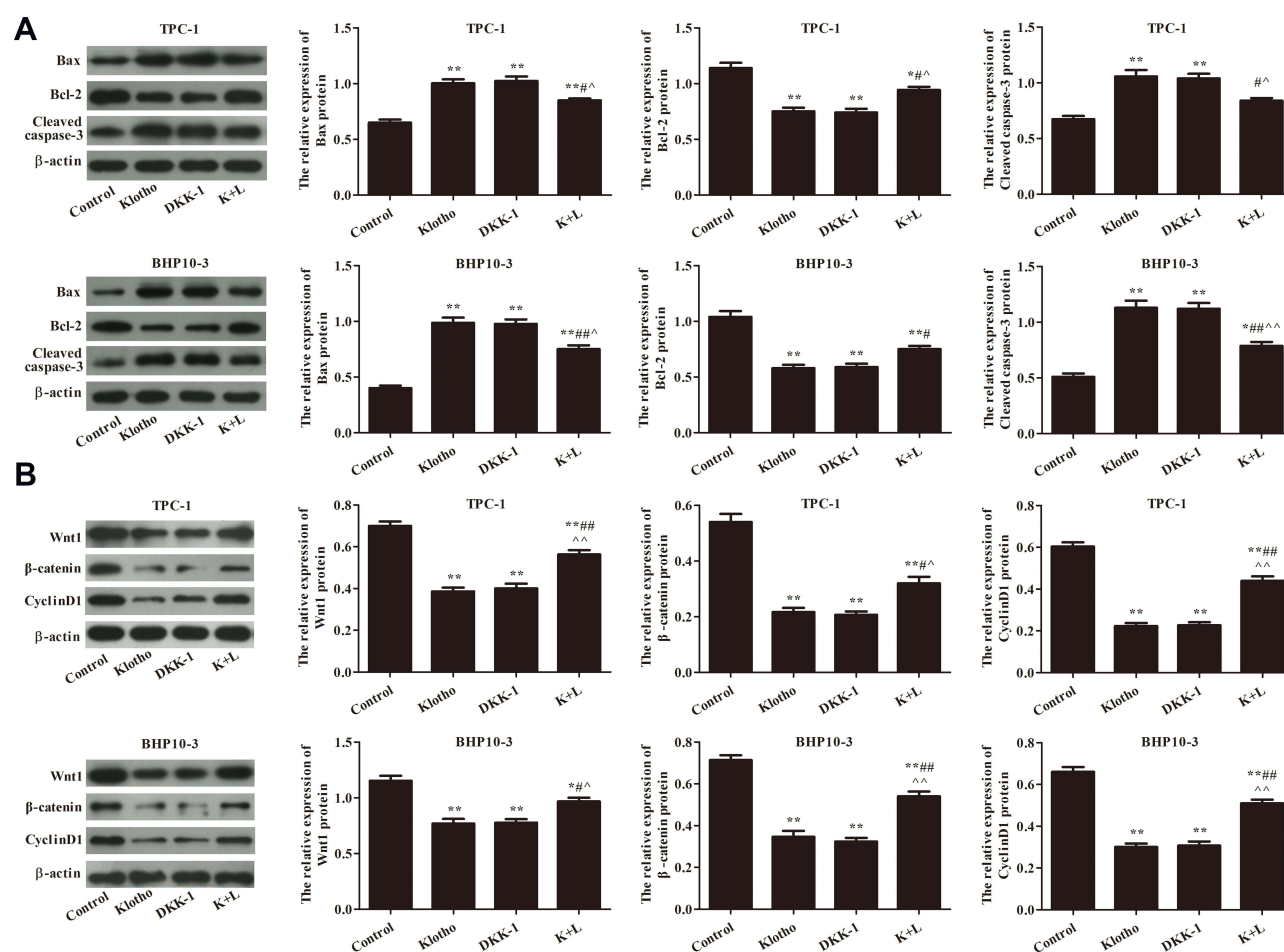 A
TPC-1
Bax
Bcl-2
Cleaved
caspase-3
β-actin
Control
Klotho
DKK-1
K+L
TPC-1
The relative expression of
Bax protein
1.5
1.0
0.5
0.0
**
**
**#^
Control
Klotho
DKK-1
K+L
TPC-1
The relative expression of
Bcl-2 protein
1.5
1.0
0.5
0.0
**
**
*#^
Control
Klotho
DKK-1
K+L
TPC-1
The relative expression of
Cleaved caspase-3 protein
1.5
1.0
0.5
0.0
**
**
#^
Control
Klotho
DKK-1
K+L
BHP10-3
Bax
Bcl-2
Cleaved
caspase-3
β-actin
Control
Klotho
DKK-1
K+L
BHP10-3
The relative expression of
Bax protein
1.5
1.0
0.5
0.0
**
**
**##^
Control
Klotho
DKK-1
K+L
BHP10-3
The relative expression of
Bcl-2 protein
1.5
1.0
0.5
0.0
**
**
**#
Control
Klotho
DKK-1
K+L
BHP10-3
The relative expression of
Cleaved caspase-3 protein
1.5
1.0
0.5
0.0
**
**
*##^^
Control
Klotho
DKK-1
K+L
B
TPC-1
Wnt1
β-catenin
CyclinD1
β-actin
Control
Klotho
DKK-1
K+L
TPC-1
The relative expression of
Wnt1 protein
0.8
0.6
0.4
0.2
0.0
**
**
**##
^^
Control
Klotho
DKK-1
K+L
TPC-1
The relative expression of
β -catenin protein
0.6
0.4
0.2
0.0
**
**
**#^
Control
Klotho
DKK-1
K+L
TPC-1
The relative expression of
CyclinD1 protein
0.8
0.6
0.4
0.2
0.0
**
**
**##
^^
Control
Klotho
DKK-1
K+L
BHP10-3
Wnt1
β-catenin
CyclinD1
β-actin
Control
Klotho
DKK-1
K+L
BHP10-3
The relative expression of
Wnt1 protein
1.5
1.0
0.5
0.0
**
**
*#^
Control
Klotho
DKK-1
K+L
BHP10-3
The relative expression of
β -catenin protein
0.8
0.6
0.4
0.2
0.0
**
**
**##
^^
Control
Klotho
DKK-1
K+L
BHP10-3
The relative expression of
CyclinD1 protein
0.8
0.6
0.4
0.2
0.0
**
**
**##
^^
Control
Klotho
DKK-1
K+L